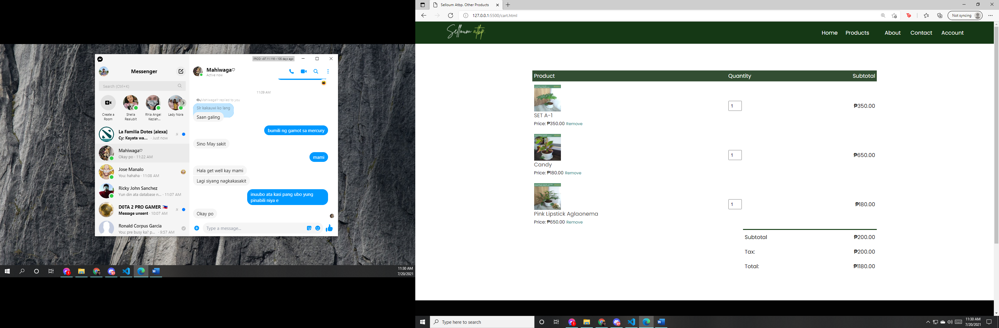 PROD: v97.11.116 • 105 days ago
Messenger
Search (Ctrl+K)
Create a Room
Shella Realubit
Rhia Angel Keziah...
Lady Nora
La Familia Dotes [alexa]
Cy: Kayata wa... · Just now
Mahiwaga♡
Okay po · 11:22 AM
Jose Manalo
You: hahaha · 11:08 AM
Ricky John Sanchez
Yun din ata database n... · 11:07 AM
D0TA 2 PRO GAMER 🇵🇭
Message unsent · 10:07 AM
Ronald Corpus Garcia
You: pre busy ka? p... · 9:57 AM
Mahiwaga♡
Active now
11:09 AM
Mahiwaga♡ replied to you
Slr kakauwi ko lang
Saan galing
bumili ng gamot sa mercury
Sino May sakit
mami
Hala get well kay mami
Lagi siyang nagkakasakit
inuubo ata kasi pang ubo yung
pinabili niya e
Okay po
Type a message...
1
9+
11:30 AM
7/20/2021
Selloum Atbp. Other Products
127.0.0.1:5500/cart.html
Tp
Not syncing
Selloum atbp.
Home Products About Contact Account
Product Quantity Subtotal
SET A-1
Price: ₱350.00 Remove
1
₱350.00
Candy
Price: ₱180.00 Remove
1
₱650.00
Pink Lipstick Aglaonema
Price: ₱650.00 Remove
1
₱180.00
Subtotal ₱200.00
Tax: ₱200.00
Total: ₱1180.00
Type here to search
1
9+
11:30 AM
7/20/2021